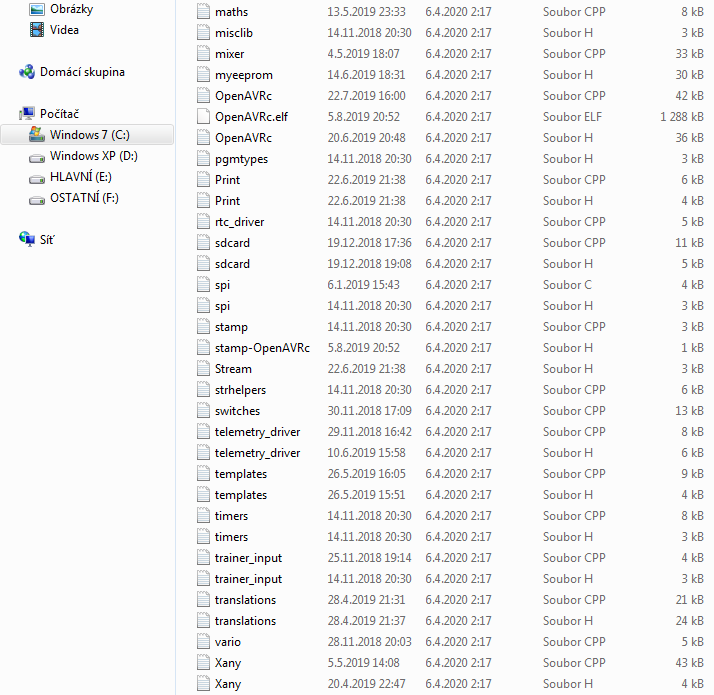 Obrázky
Videa
Domácí skupina
Počítač
Windows 7 (C:)
Windows XP (D:)
HLAVNÍ (E:)
OSTATNÍ (F:)
Síť
maths 13.5.2019 23:33 6.4.2020 2:17 Soubor CPP 8 kB
misclib 14.11.2018 20:30 6.4.2020 2:17 Soubor H 3 kB
mixer 4.5.2019 18:07 6.4.2020 2:17 Soubor CPP 33 kB
myeeprom 14.6.2019 18:31 6.4.2020 2:17 Soubor H 30 kB
OpenAVRc 22.7.2019 16:00 6.4.2020 2:17 Soubor CPP 42 kB
OpenAVRc.elf 5.8.2019 20:52 6.4.2020 2:17 Soubor ELF 1 288 kB
OpenAVRc 20.6.2019 20:48 6.4.2020 2:17 Soubor H 36 kB
pgmtypes 14.11.2018 20:30 6.4.2020 2:17 Soubor H 3 kB
Print 22.6.2019 21:38 6.4.2020 2:17 Soubor CPP 6 kB
Print 22.6.2019 21:38 6.4.2020 2:17 Soubor H 4 kB
rtc_driver 14.11.2018 20:30 6.4.2020 2:17 Soubor CPP 5 kB
sdcard 19.12.2018 17:36 6.4.2020 2:17 Soubor CPP 11 kB
sdcard 19.12.2018 19:08 6.4.2020 2:17 Soubor H 5 kB
spi 6.1.2019 15:43 6.4.2020 2:17 Soubor C 4 kB
spi 14.11.2018 20:30 6.4.2020 2:17 Soubor H 3 kB
stamp 14.11.2018 20:30 6.4.2020 2:17 Soubor CPP 3 kB
stamp-OpenAVRc 5.8.2019 20:52 6.4.2020 2:17 Soubor H 1 kB
Stream 22.6.2019 21:38 6.4.2020 2:17 Soubor H 3 kB
strhelpers 14.11.2018 20:30 6.4.2020 2:17 Soubor CPP 6 kB
switches 30.11.2018 17:09 6.4.2020 2:17 Soubor CPP 13 kB
telemetry_driver 29.11.2018 16:42 6.4.2020 2:17 Soubor CPP 8 kB
telemetry_driver 10.6.2019 15:58 6.4.2020 2:17 Soubor H 6 kB
templates 26.5.2019 16:05 6.4.2020 2:17 Soubor CPP 9 kB
templates 26.5.2019 15:51 6.4.2020 2:17 Soubor H 4 kB
timers 14.11.2018 20:30 6.4.2020 2:17 Soubor CPP 8 kB
timers 14.11.2018 20:30 6.4.2020 2:17 Soubor H 3 kB
trainer_input 25.11.2018 19:14 6.4.2020 2:17 Soubor CPP 4 kB
trainer_input 14.11.2018 20:30 6.4.2020 2:17 Soubor H 3 kB
translations 28.4.2019 21:31 6.4.2020 2:17 Soubor CPP 21 kB
translations 28.4.2019 21:37 6.4.2020 2:17 Soubor H 24 kB
vario 28.11.2018 20:03 6.4.2020 2:17 Soubor CPP 5 kB
Xany 5.5.2019 14:08 6.4.2020 2:17 Soubor CPP 43 kB
Xany 20.4.2019 22:47 6.4.2020 2:17 Soubor H 4 kB